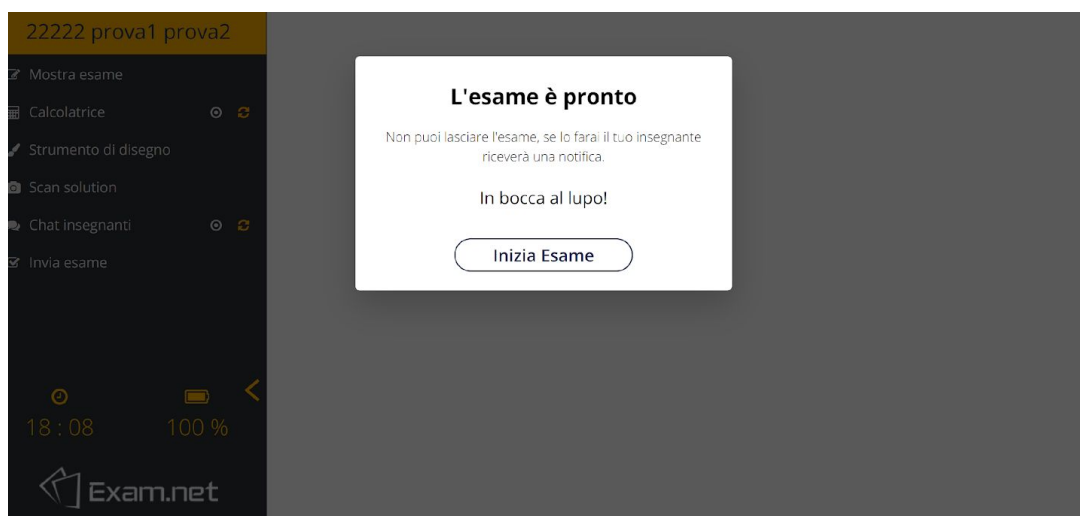 22222 prova1 prova2
Mostra esame
Calcolatrice
Strumento di disegno
Scan solution
Chat insegnanti
Invia esame
18 : 08
100 %
Exam.net
L'esame è pronto
Non puoi lasciare l'esame, se lo farai il tuo insegnante
riceverà una notifica.
In bocca al lupo!
Inizia Esame